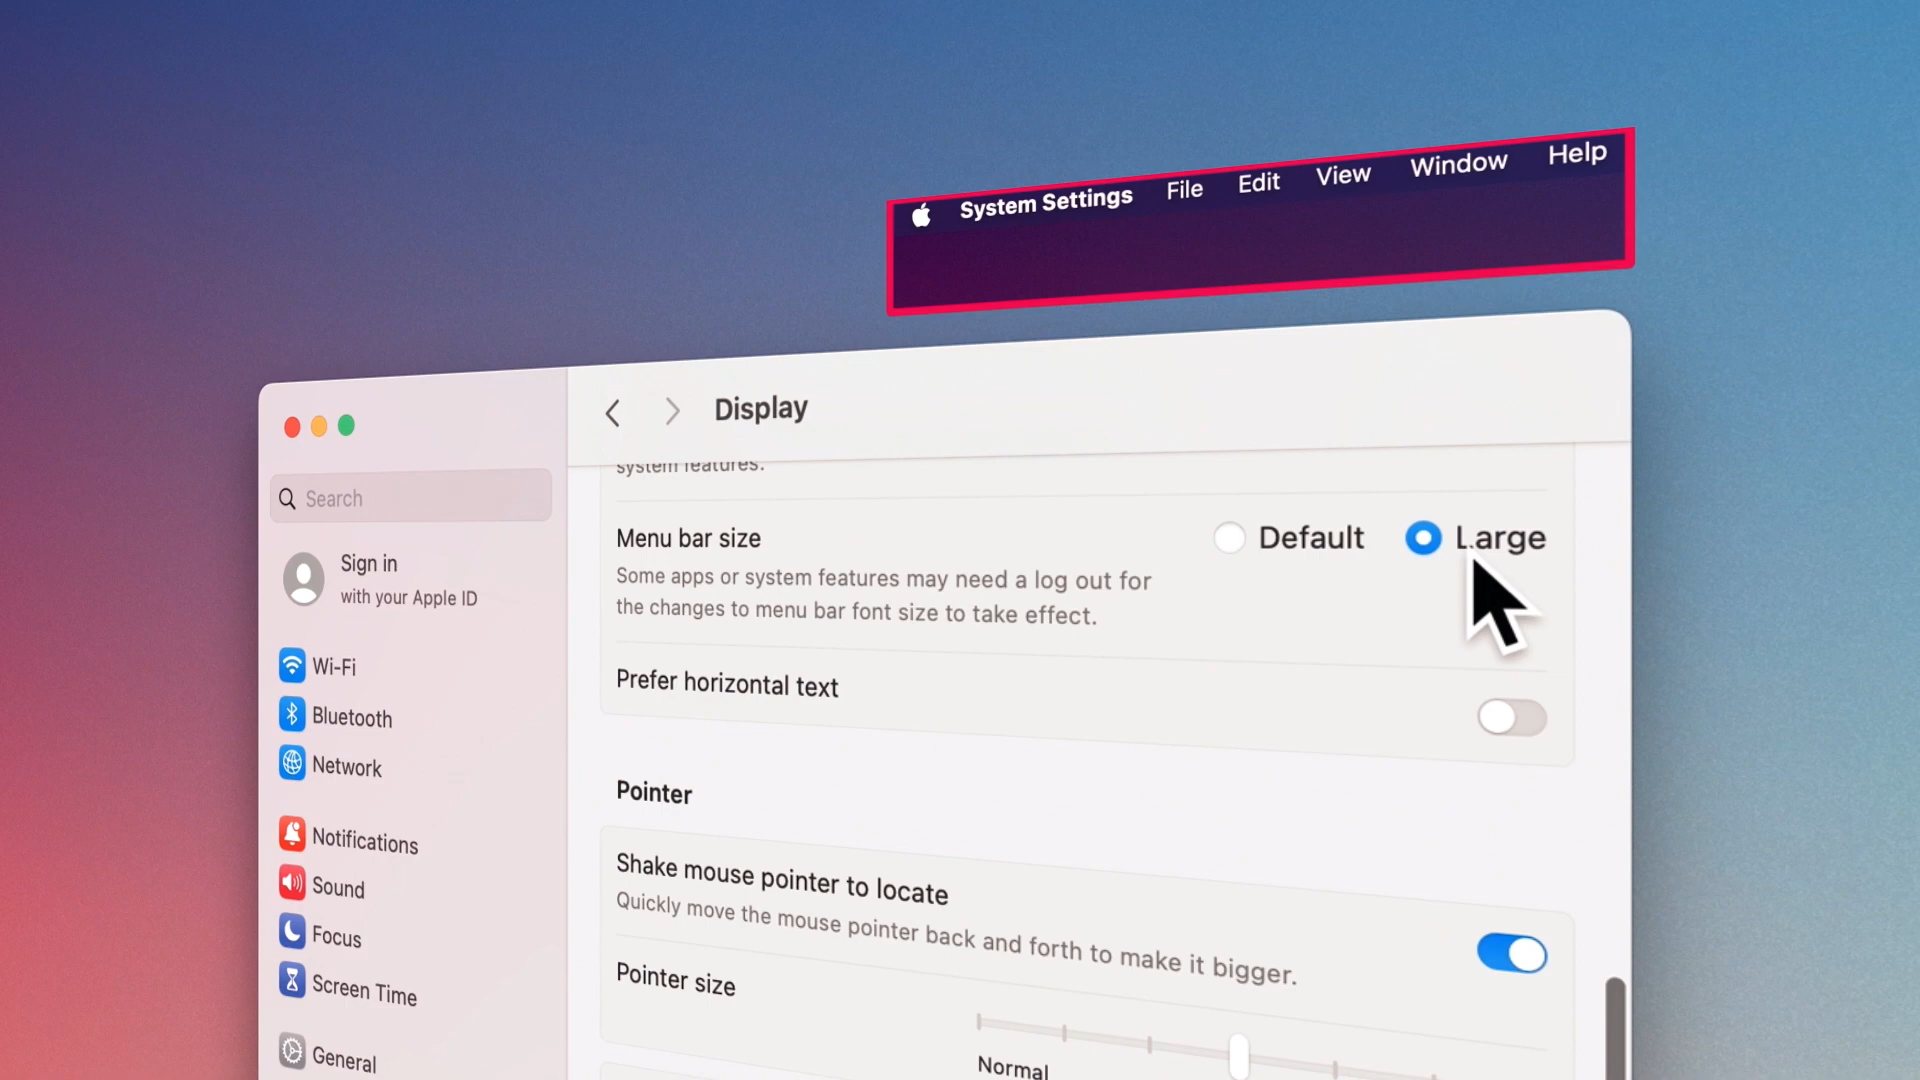 System Settings File Edit View Window Help
Display
system features.
Search
Menu bar size
Default
Large
Some apps or system features may need a log out for
the changes to menu bar font size to take effect.
Sign in
with your Apple ID
Prefer horizontal text
Wi-Fi
Bluetooth
Network
Pointer
Notifications
Sound
Focus
Screen Time
General
Shake mouse pointer to locate
Quickly move the mouse pointer back and forth to make it bigger.
Pointer size
Normal